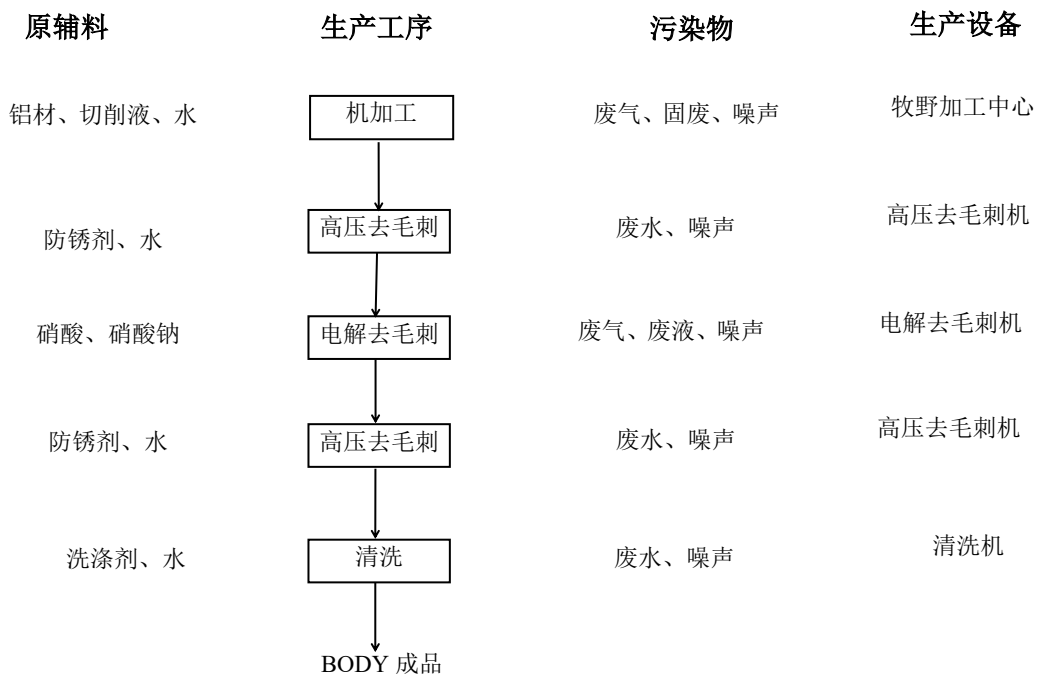 原辅料 生产工序 污染物 生产设备
铝材、切削液、水 机加工 废气、固废、噪声 牧野加工中心
防锈剂、水 高压去毛刺 废水、噪声 高压去毛刺机
硝酸、硝酸钠 电解去毛刺 废气、废液、噪声 电解去毛刺机
防锈剂、水 高压去毛刺 废水、噪声 高压去毛刺机
洗涤剂、水 清洗 废水、噪声 清洗机
BODY 成品